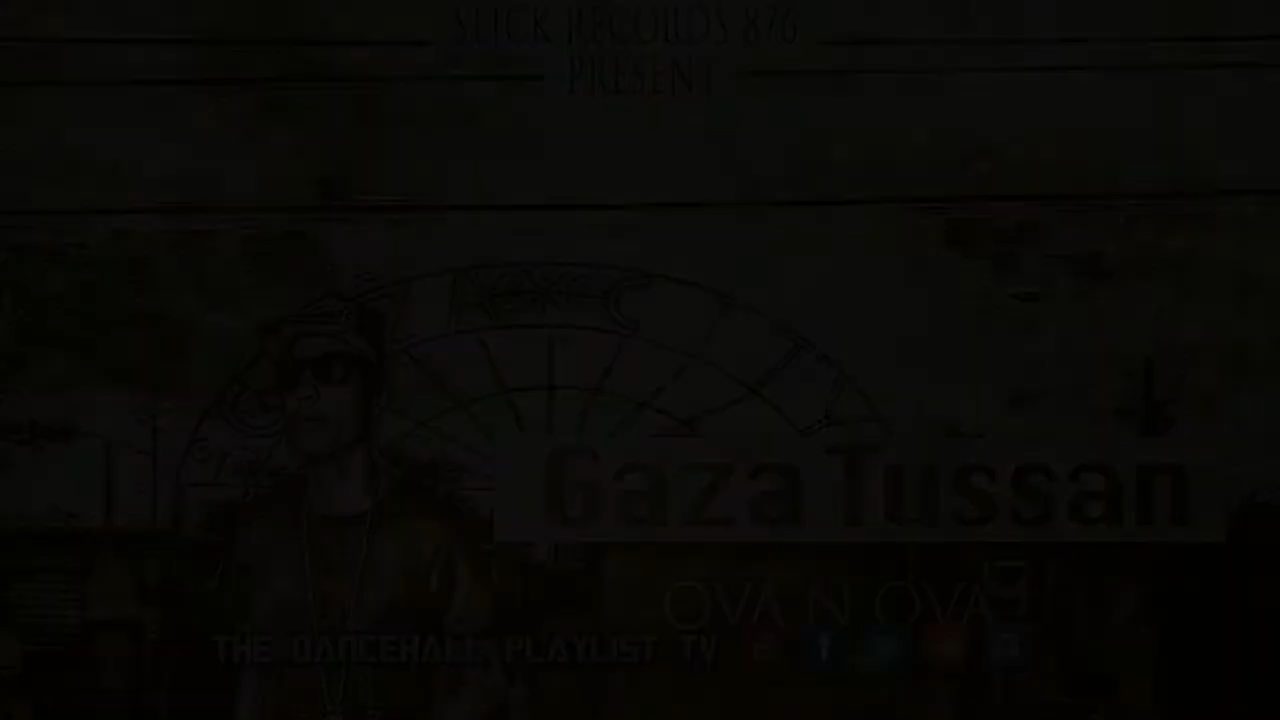 SLICK RECORDS 876
PRESENT
Gaza Tussan
OVA N OVA
THE DANCEHALL PLAYLIST TV